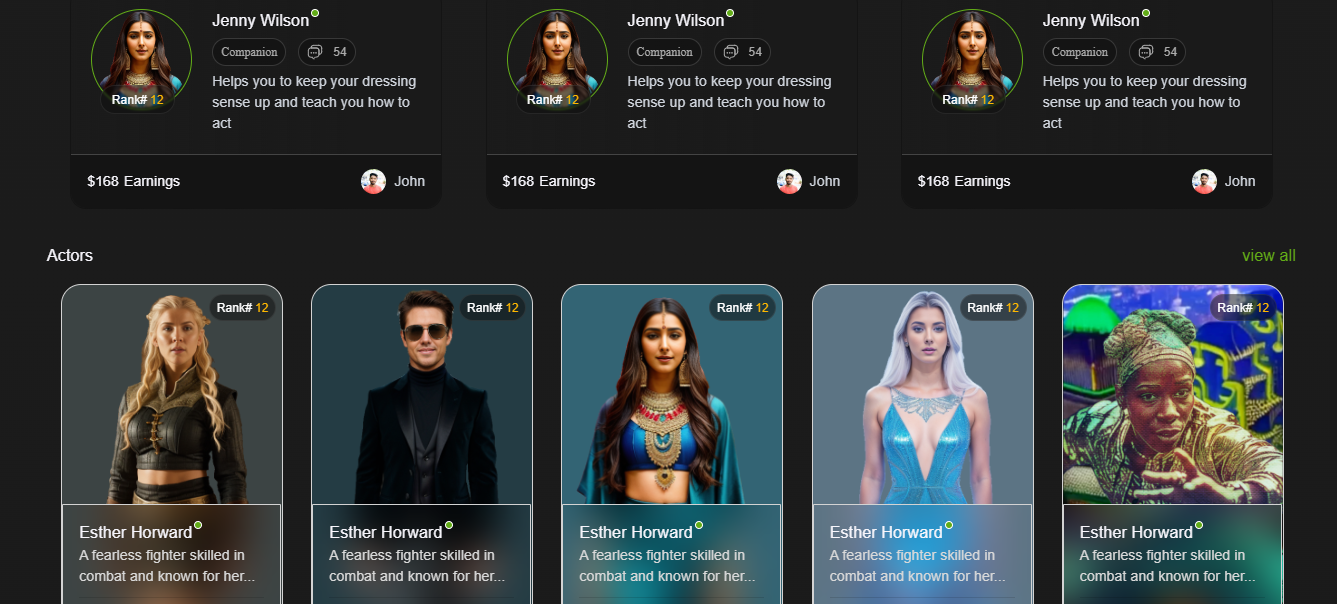 Jenny Wilson
Companion
54
Helps you to keep your dressing
sense up and teach you how to
act
Rank# 12
$168 Earnings
John
Jenny Wilson
Companion
54
Helps you to keep your dressing
sense up and teach you how to
act
Rank# 12
$168 Earnings
John
Jenny Wilson
Companion
54
Helps you to keep your dressing
sense up and teach you how to
act
Rank# 12
$168 Earnings
John
Actors
view all
Rank# 12
Esther Horward
A fearless fighter skilled in
combat and known for her...
Rank# 12
Esther Horward
A fearless fighter skilled in
combat and known for her...
Rank# 12
Esther Horward
A fearless fighter skilled in
combat and known for her...
Rank# 12
Esther Horward
A fearless fighter skilled in
combat and known for her...
Rank# 12
Esther Horward
A fearless fighter skilled in
combat and known for her...